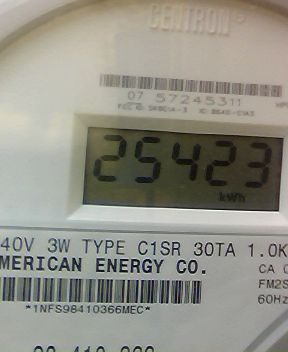 CENTRON
07 57245311
25423
kWh
40V 3W TYPE C1SR 30TA 1.0K
MERICAN ENERGY CO.
CA
FM2S
60Hz
*1NFS98410366MEC*